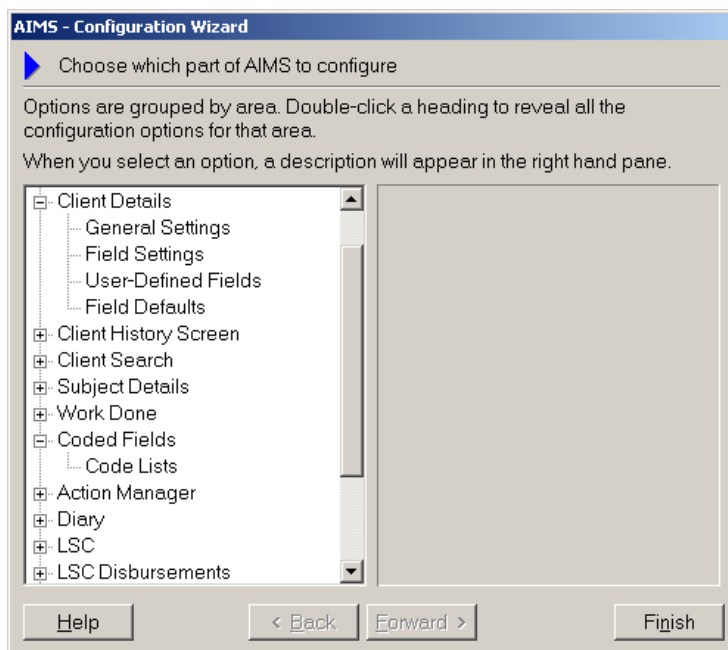 AIMS - Configuration Wizard
Choose which part of AIMS to configure
Options are grouped by area. Double-click a heading to reveal all the
configuration options for that area.
When you select an option, a description will appear in the right hand pane.
Client Details
General Settings
Field Settings
User-Defined Fields
Field Defaults
Client History Screen
Client Search
Subject Details
Work Done
Coded Fields
Code Lists
Action Manager
Diary
LSC
LSC Disbursements
Help
< Back
Forward >
Finish